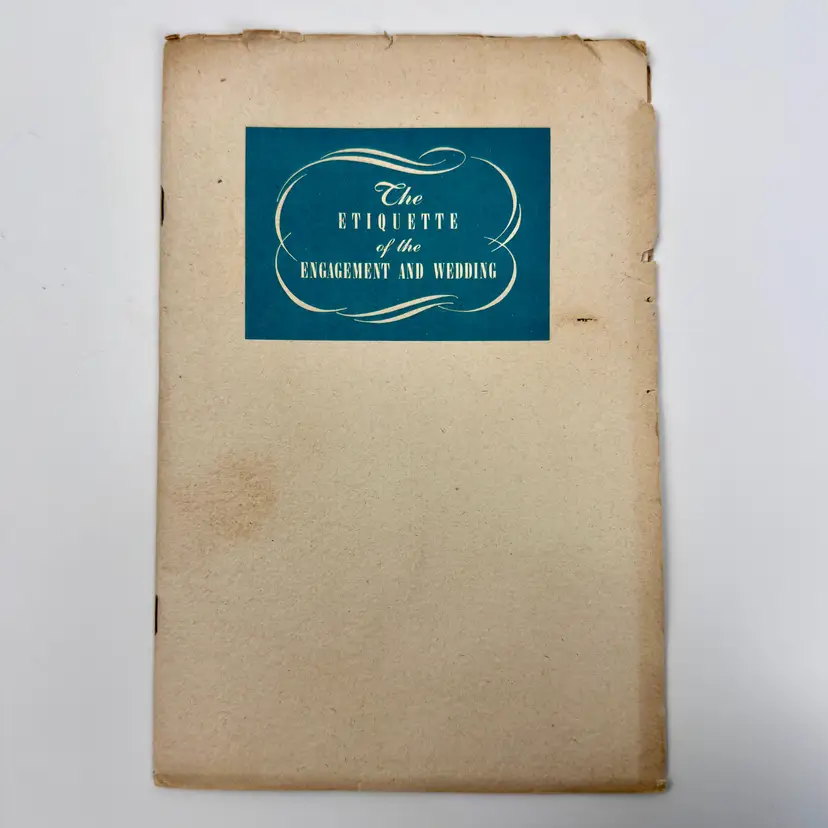 The
ETIQUETTE
of the
ENGAGEMENT AND WEDDING